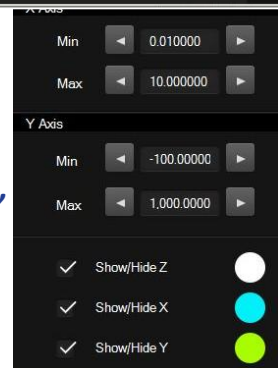 X Axis
Min 0.010000
Max 10.000000
Y Axis
Min -100.00000
Max 1,000.0000
Show/Hide Z
Show/Hide X
Show/Hide Y